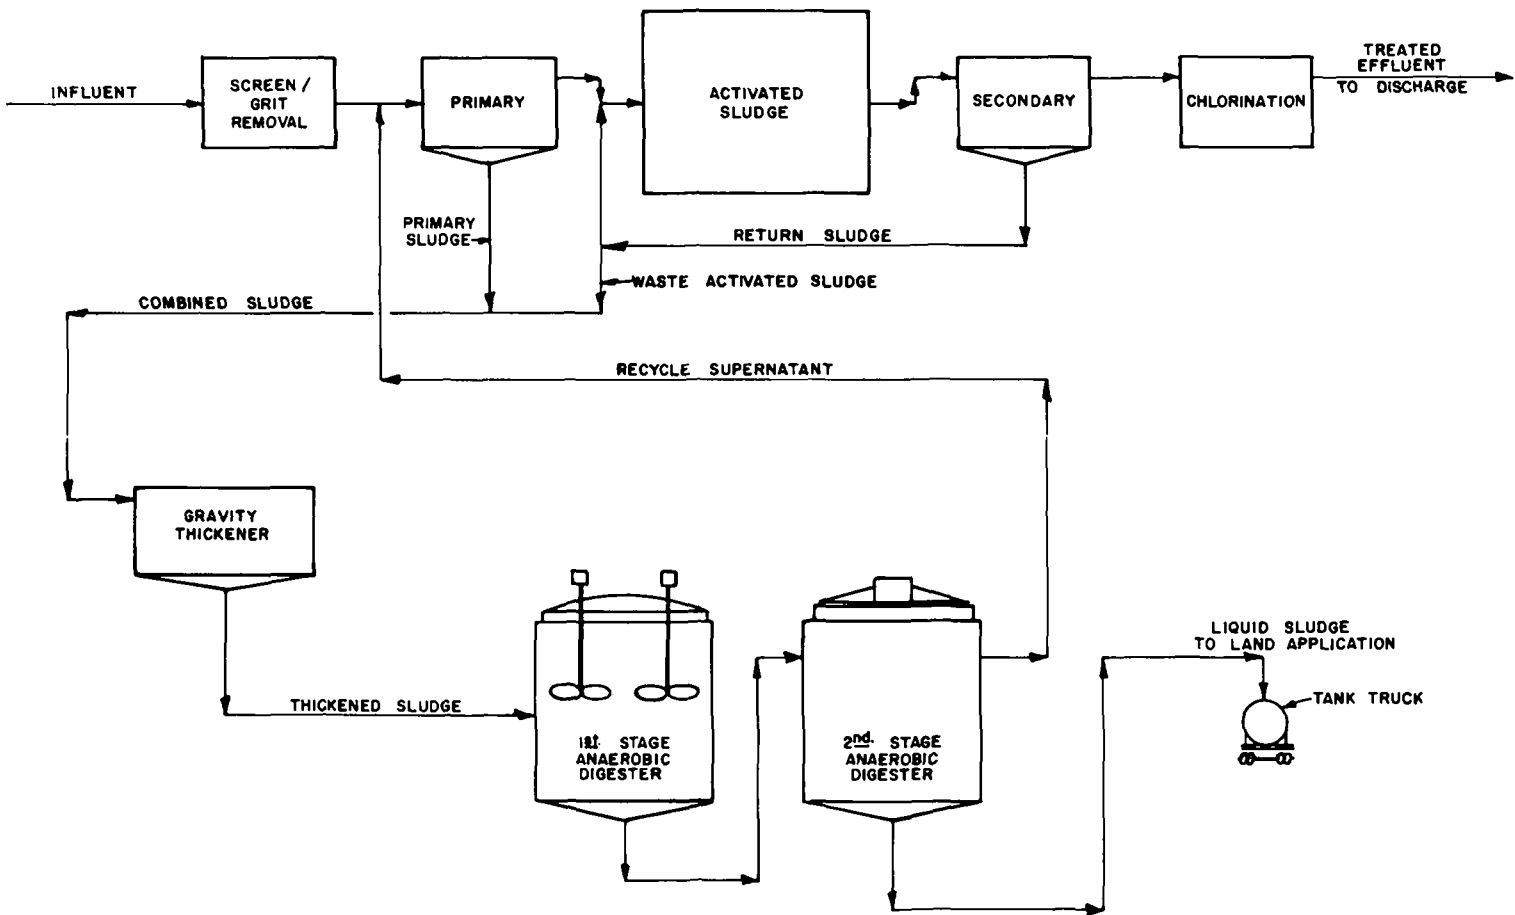 INFLUENT
SCREEN /
GRIT
REMOVAL
PRIMARY
ACTIVATED
SLUDGE
SECONDARY
CHLORINATION
TREATED
EFFLUENT
TO DISCHARGE
PRIMARY
SLUDGE
RETURN SLUDGE
WASTE ACTIVATED SLUDGE
COMBINED SLUDGE
RECYCLE SUPERNATANT
GRAVITY
THICKENER
THICKENED SLUDGE
1st. STAGE
ANAEROBIC
DIGESTER
2nd. STAGE
ANAEROBIC
DIGESTER
LIQUID SLUDGE
TO LAND APPLICATION
TANK TRUCK